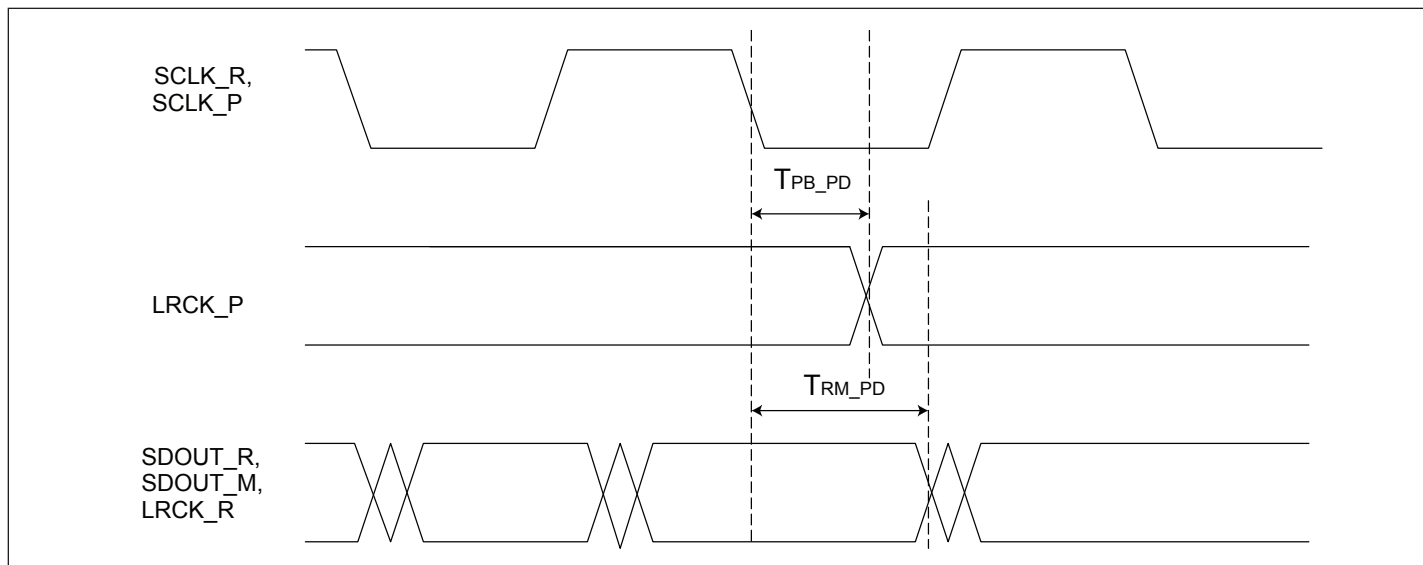 SCLK_R,
SCLK_P
TPB_PD
LRCK_P
TRM_PD
SDOUT_R,
SDOUT_M,
LRCK_R